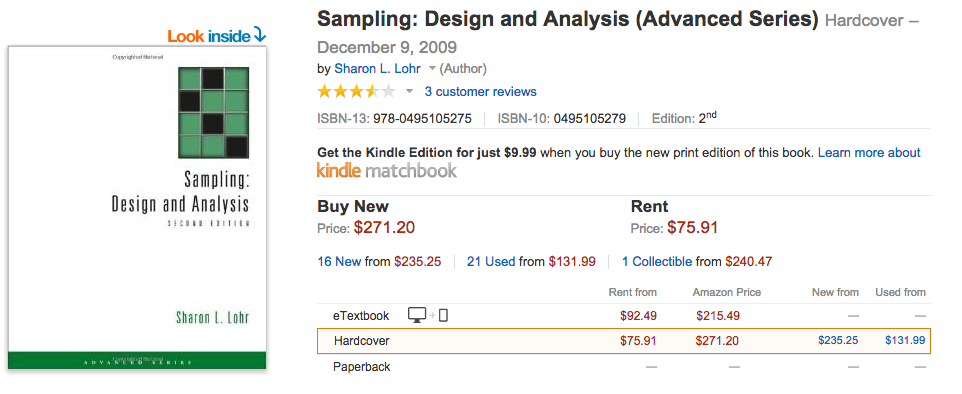 Look inside
Copyrighted Material
Sampling:
Design and Analysis
SECOND EDITION
Sharon L. Lohr
ADVANCED SERIES
Copyrighted Material
Sampling: Design and Analysis (Advanced Series) Hardcover –
December 9, 2009
by Sharon L. Lohr (Author)
3 customer reviews
ISBN-13: 978-0495105275 ISBN-10: 0495105279 Edition: 2nd
Get the Kindle Edition for just $9.99 when you buy the new print edition of this book. Learn more about
kindle matchbook
Buy New Rent
Price: $271.20 Price: $75.91
16 New from $235.25 21 Used from $131.99 1 Collectible from $240.47
Rent from Amazon Price New from Used from
eTextbook + $92.49 $215.49 — —
Hardcover $75.91 $271.20 $235.25 $131.99
Paperback — — — —